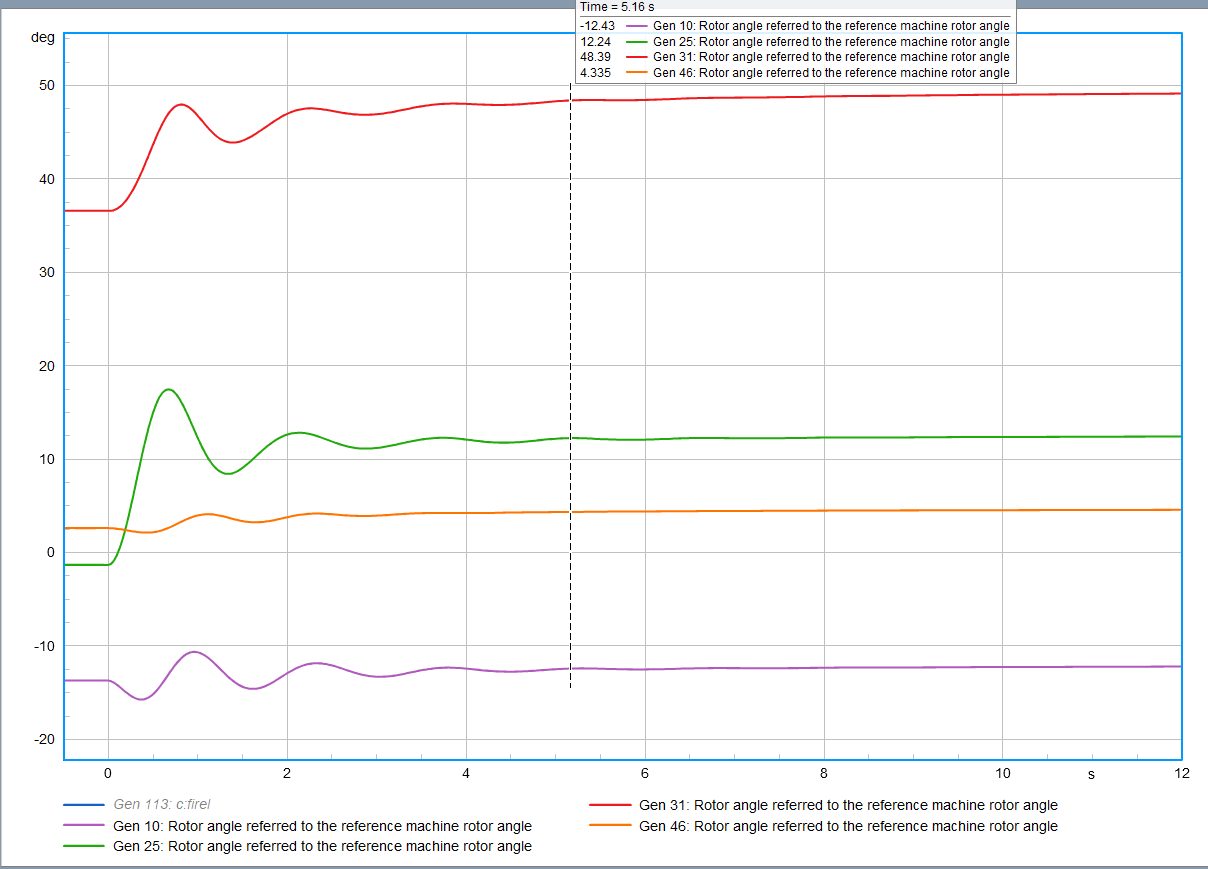 Time = 5.16 s
-12.43 Gen 10: Rotor angle referred to the reference machine rotor angle
12.24 Gen 25: Rotor angle referred to the reference machine rotor angle
48.39 Gen 31: Rotor angle referred to the reference machine rotor angle
4.335 Gen 46: Rotor angle referred to the reference machine rotor angle
deg
50
40
30
20
10
0
-10
-20
0 2 4 6 8 10 s 12
Gen 113: c:firel
Gen 31: Rotor angle referred to the reference machine rotor angle
Gen 10: Rotor angle referred to the reference machine rotor angle
Gen 46: Rotor angle referred to the reference machine rotor angle
Gen 25: Rotor angle referred to the reference machine rotor angle